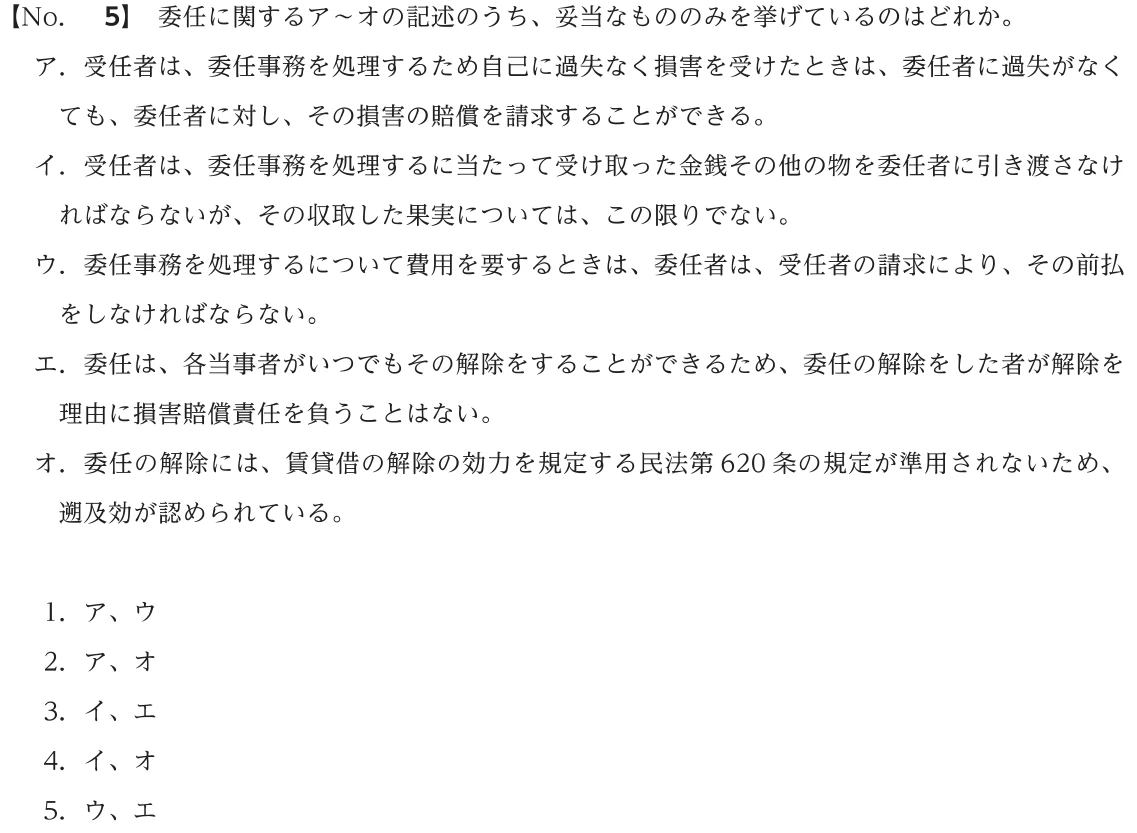 【No. 5】 委任に関するア～オの記述のうち、妥当なもののみを挙げているのはどれか。
ア．受任者は、委任事務を処理するため自己に過失なく損害を受けたときは、委任者に過失がなく
ても、委任者に対し、その損害の賠償を請求することができる。
イ．受任者は、委任事務を処理するに当たって受け取った金銭その他の物を委任者に引き渡さなけ
ればならないが、その収取した果実については、この限りでない。
ウ．委任事務を処理するについて費用を要するときは、委任者は、受任者の請求により、その前払
をしなければならない。
エ．委任は、各当事者がいつでもその解除をすることができるため、委任の解除をした者が解除を
理由に損害賠償責任を負うことはない。
オ．委任の解除には、賃貸借の解除の効力を規定する民法第 620 条の規定が準用されないため、
遡及効が認められている。
1．ア、ウ
2．ア、オ
3．イ、エ
4．イ、オ
5．ウ、エ